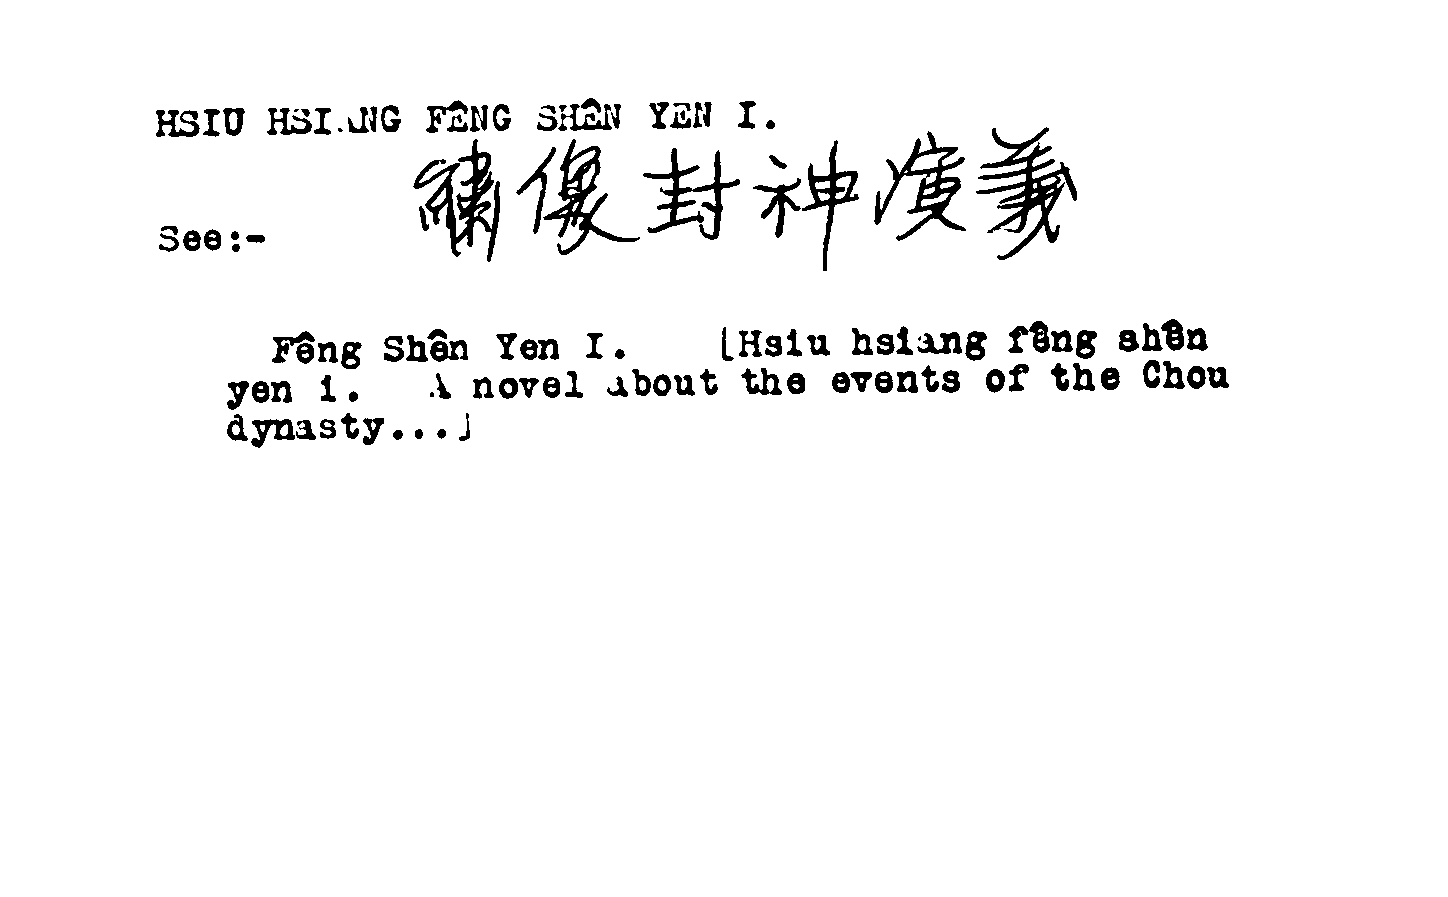 HSIU HSIANG FÊNG SHÊN YEN I.
繡像封神演義
See:-
Fêng Shên Yen I. [Hsiu hsiang fêng shên
yen i. A novel about the events of the Chou
dynasty...]